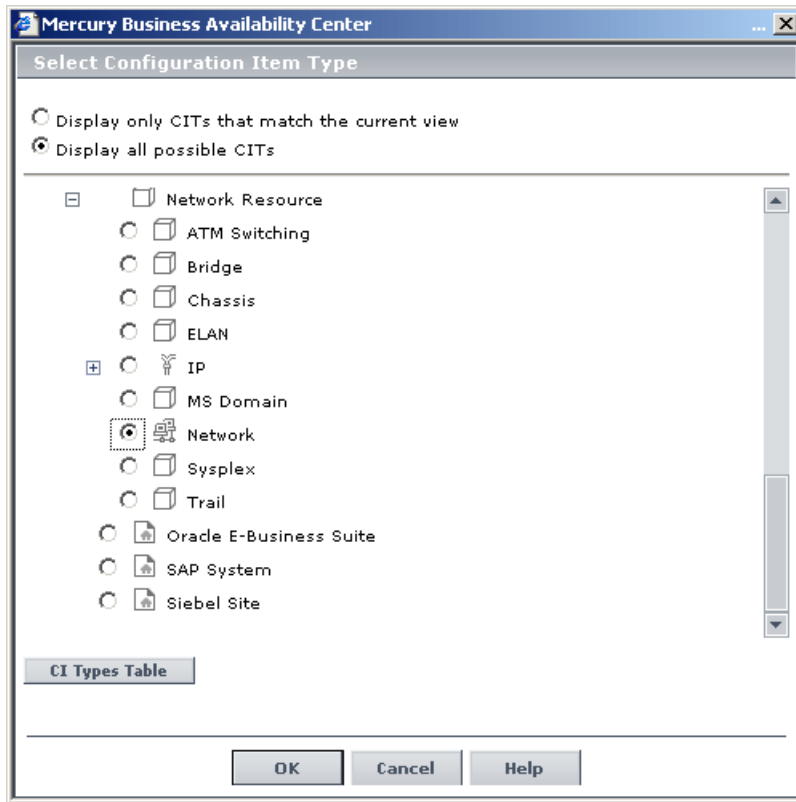 Mercury Business Availability Center ...
Select Configuration Item Type
Display only CITs that match the current view
Display all possible CITs
Network Resource
ATM Switching
Bridge
Chassis
ELAN
IP
MS Domain
Network
Sysplex
Trail
Oracle E-Business Suite
SAP System
Siebel Site
CI Types Table
OK Cancel Help